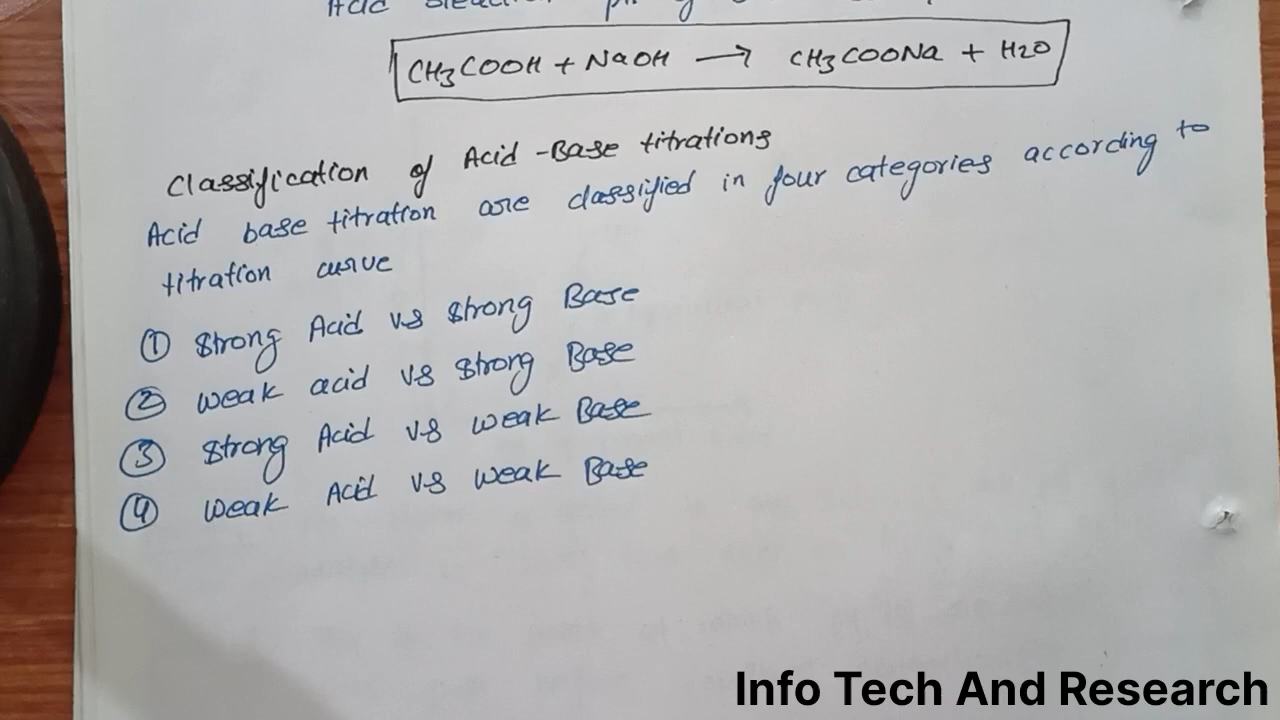 CH3COOH + NaOH → CH3COONa + H2O
Classification of Acid-Base titrations
Acid base titration are classified in four categories according to
titration curve
① Strong Acid vs Strong Base
② weak acid vs Strong Base
③ Strong Acid vs weak Base
④ weak Acid vs weak Base
Info Tech And Research